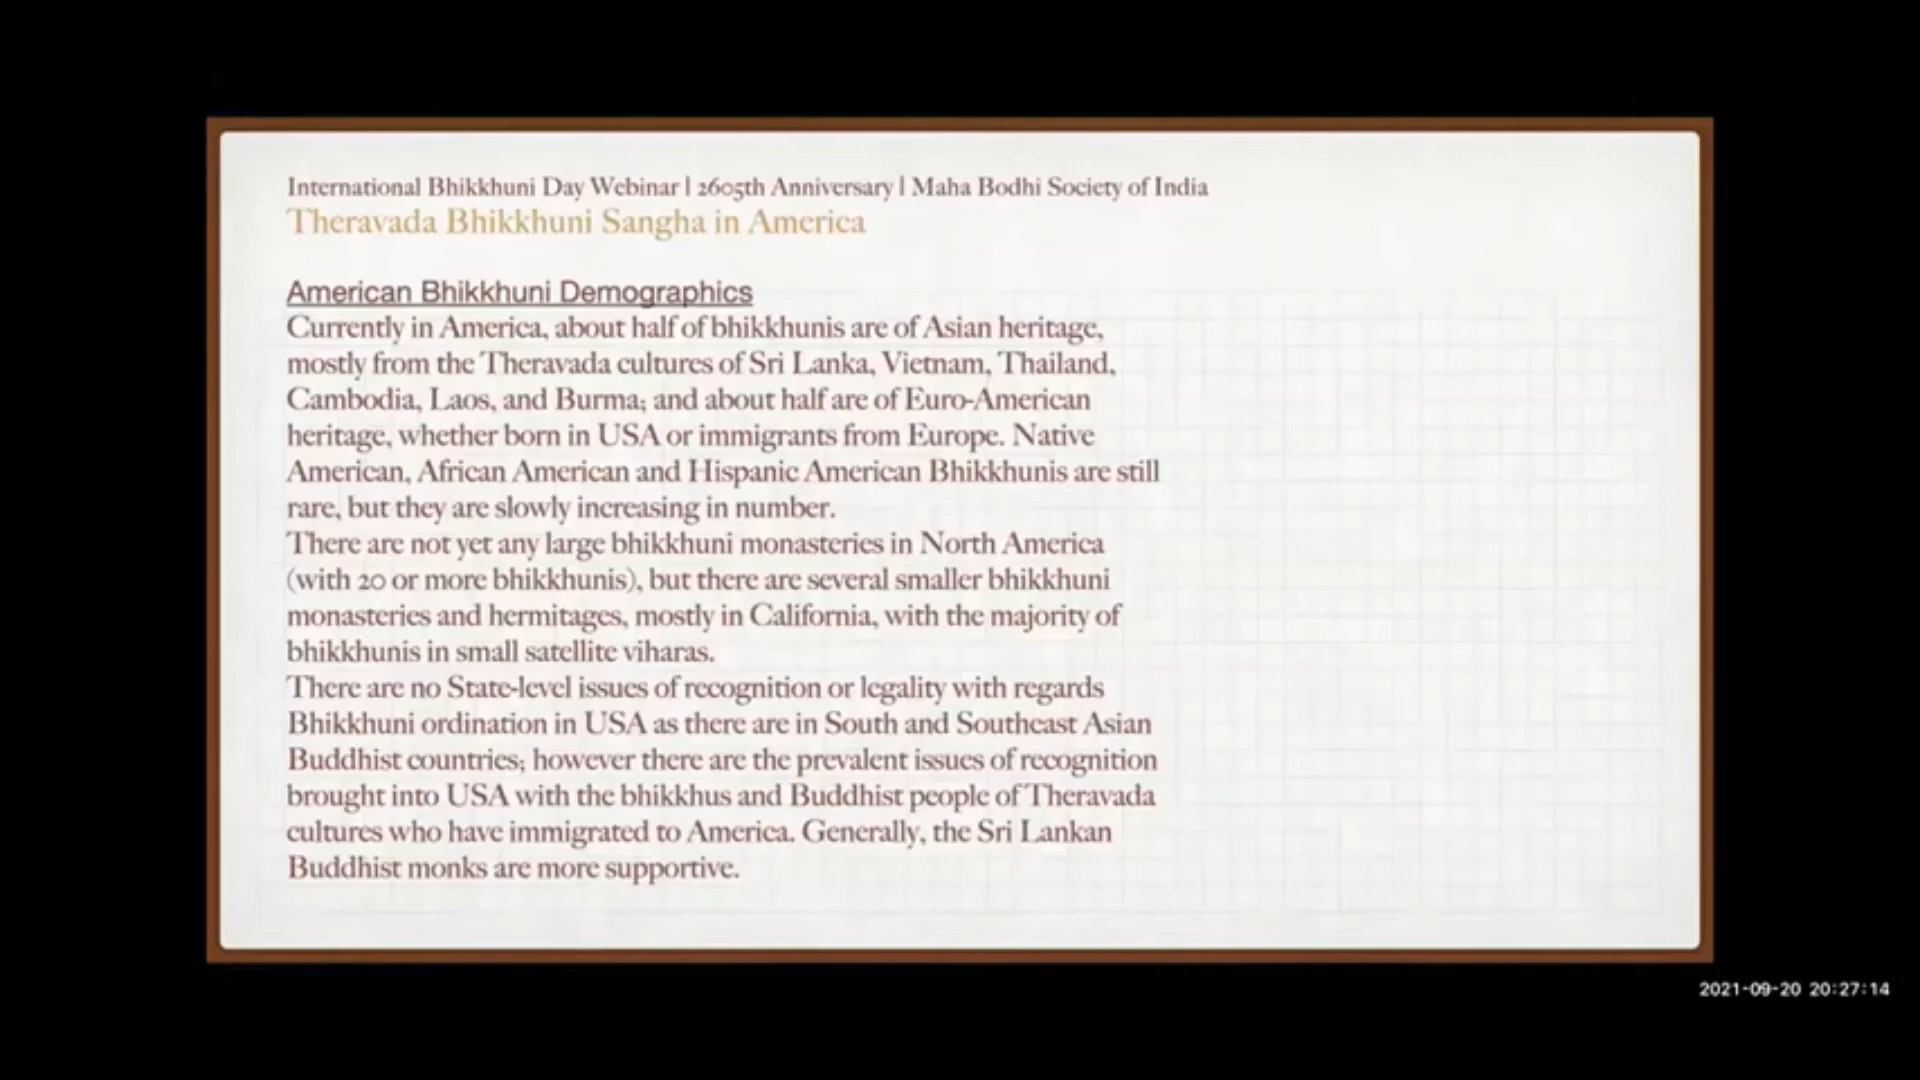 International Bhikkhuni Day Webinar | 2605th Anniversary | Maha Bodhi Society of India
Theravada Bhikkhuni Sangha in America
American Bhikkhuni Demographics
Currently in America, about half of bhikkhunis are of Asian heritage,
mostly from the Theravada cultures of Sri Lanka, Vietnam, Thailand,
Cambodia, Laos, and Burma; and about half are of Euro-American
heritage, whether born in USA or immigrants from Europe. Native
American, African American and Hispanic American Bhikkhunis are still
rare, but they are slowly increasing in number.
There are not yet any large bhikkhuni monasteries in North America
(with 20 or more bhikkhunis), but there are several smaller bhikkhuni
monasteries and hermitages, mostly in California, with the majority of
bhikkhunis in small satellite viharas.
There are no State-level issues of recognition or legality with regards
Bhikkhuni ordination in USA as there are in South and Southeast Asian
Buddhist countries; however there are the prevalent issues of recognition
brought into USA with the bhikkhus and Buddhist people of Theravada
cultures who have immigrated to America. Generally, the Sri Lankan
Buddhist monks are more supportive.
2021-09-20 20:27:14